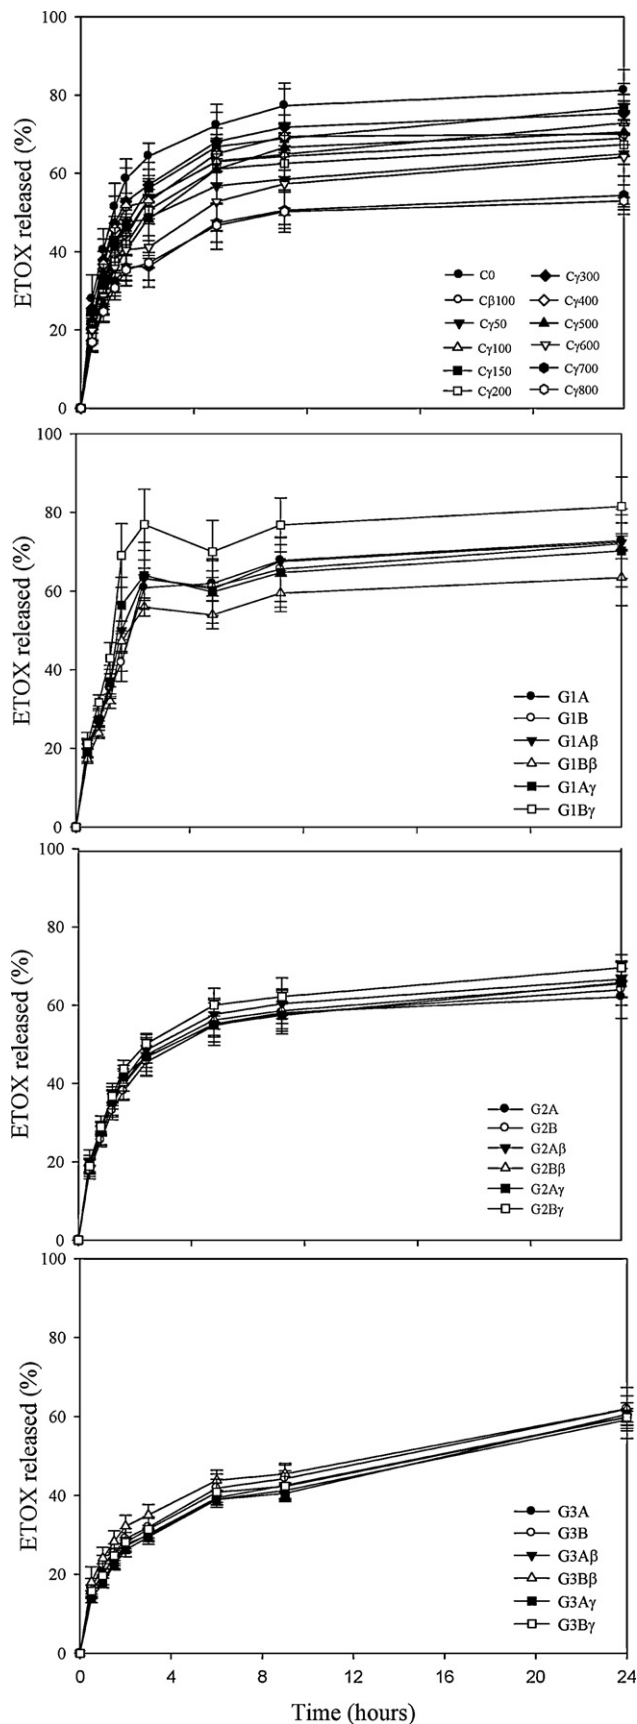 100
80
60
40
20
0
ETOX released (%)
C0 Cγ300
Cβ100 Cγ400
Cγ50 Cγ500
Cγ100 Cγ600
Cγ150 Cγ700
Cγ200 Cγ800
100
80
60
40
20
0
ETOX released (%)
G1A
G1B
G1Aβ
G1Bβ
G1Aγ
G1Bγ
100
80
60
40
20
0
ETOX released (%)
G2A
G2B
G2Aβ
G2Bβ
G2Aγ
G2Bγ
100
80
60
40
20
0
ETOX released (%)
G3A
G3B
G3Aβ
G3Bβ
G3Aγ
G3Bγ
0 4 8 12 16 20 24
Time (hours)